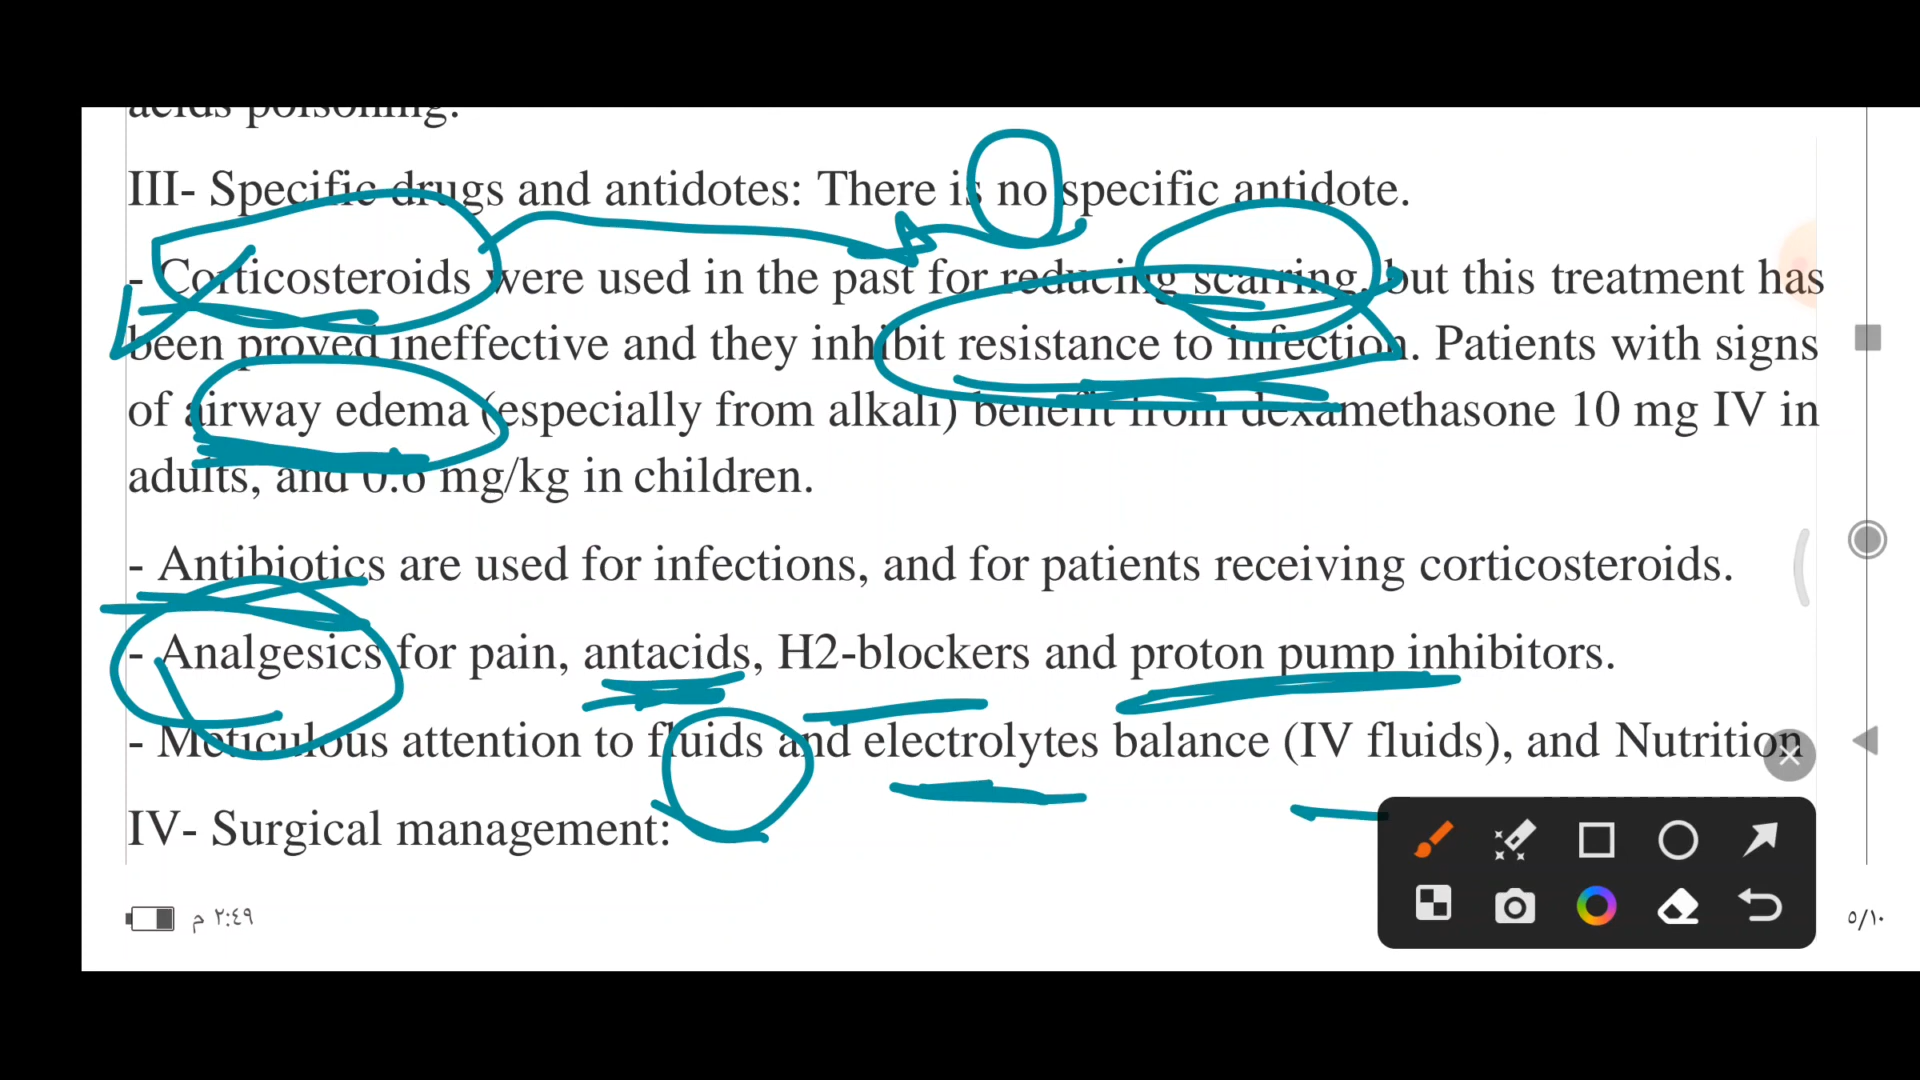 acids poisoning.
III- Specific drugs and antidotes: There is no specific antidote.
- Corticosteroids were used in the past for reducing scarring, but this treatment has
been proved ineffective and they inhibit resistance to infection. Patients with signs
of airway edema (especially from alkali) benefit from dexamethasone 10 mg IV in
adults, and 0.6 mg/kg in children.
- Antibiotics are used for infections, and for patients receiving corticosteroids.
- Analgesics for pain, antacids, H2-blockers and proton pump inhibitors.
- Meticulous attention to fluids and electrolytes balance (IV fluids), and Nutrition
IV- Surgical management:
٢:٤٩ م
٥/١٠